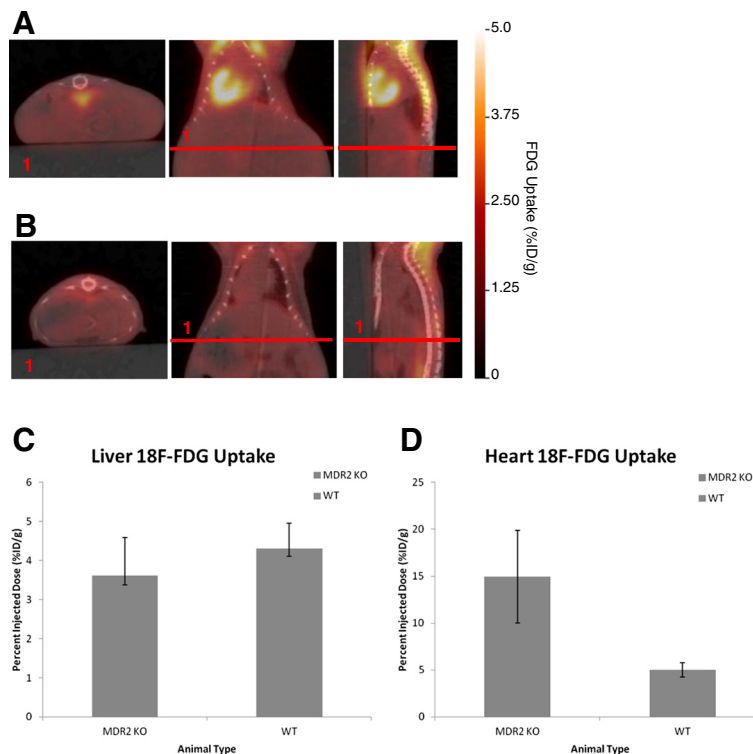 A
1
1
B
1
1
1
5.0
3.75
2.50
1.25
0
FDG Uptake (%ID/g)
C
Liver 18F-FDG Uptake
MDR2 KO
WT
6
5
4
3
2
1
0
Percent Injected Dose (%ID/g)
MDR2 KO
WT
Animal Type
D
Heart 18F-FDG Uptake
MDR2 KO
WT
25
20
15
10
5
0
Percent Injected Dose (%ID/g)
MDR2 KO
WT
Animal Type